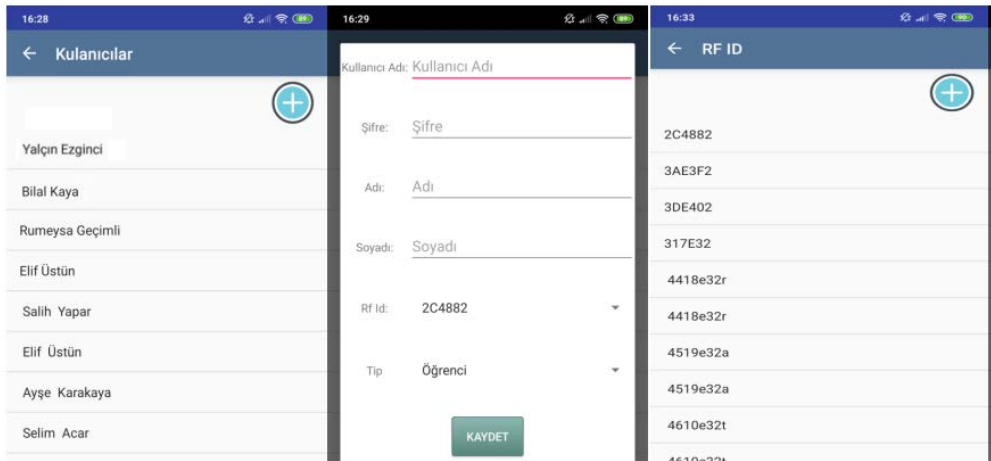 16:28
Kulanıcılar
Yalçın Ezginci
Bilal Kaya
Rumeysa Geçimli
Elif Üstün
Salih Yapar
Elif Üstün
Ayşe Karakaya
Selim Acar
16:29
Kullanıcı Adı: Kullanıcı Adı
Şifre: Şifre
Adı: Adı
Soyadı: Soyadı
Rf Id: 2C4882
Tip Öğrenci
KAYDET
16:33
RF ID
2C4882
3AE3F2
3DE402
317E32
4418e32r
4418e32r
4519e32a
4519e32a
4610e32t